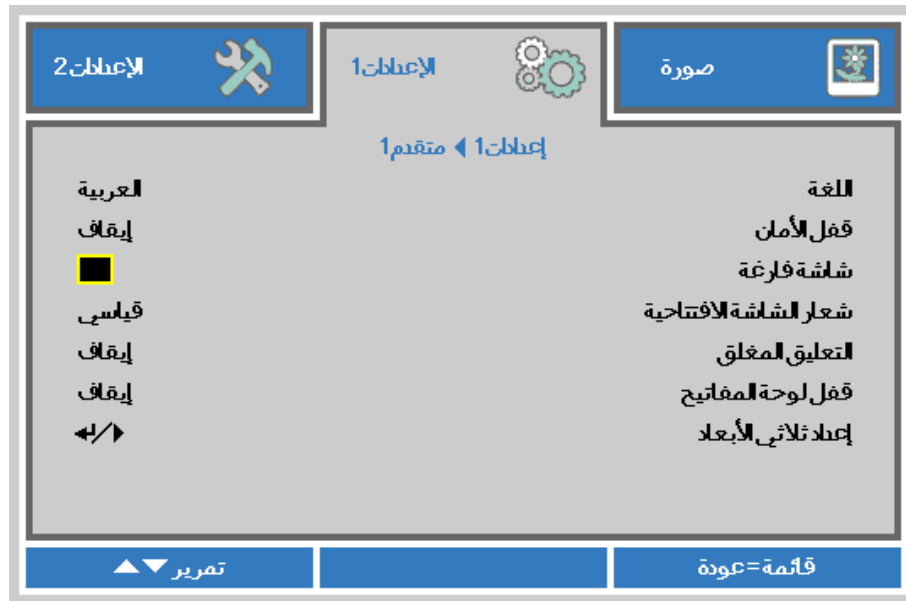 صورة
الإعدادات1
الإعدادات2
إعدادات1 متقدم1
اللغة العربية
قفل الأمان إيقاف
شاشة فارغة
شعار الشاشة الافتتاحية قياسي
التعليق المغلق إيقاف
قفل لوحة المفاتيح إيقاف
إعداد ثلاثي الأبعاد /
قائمة=عودة
تمرير